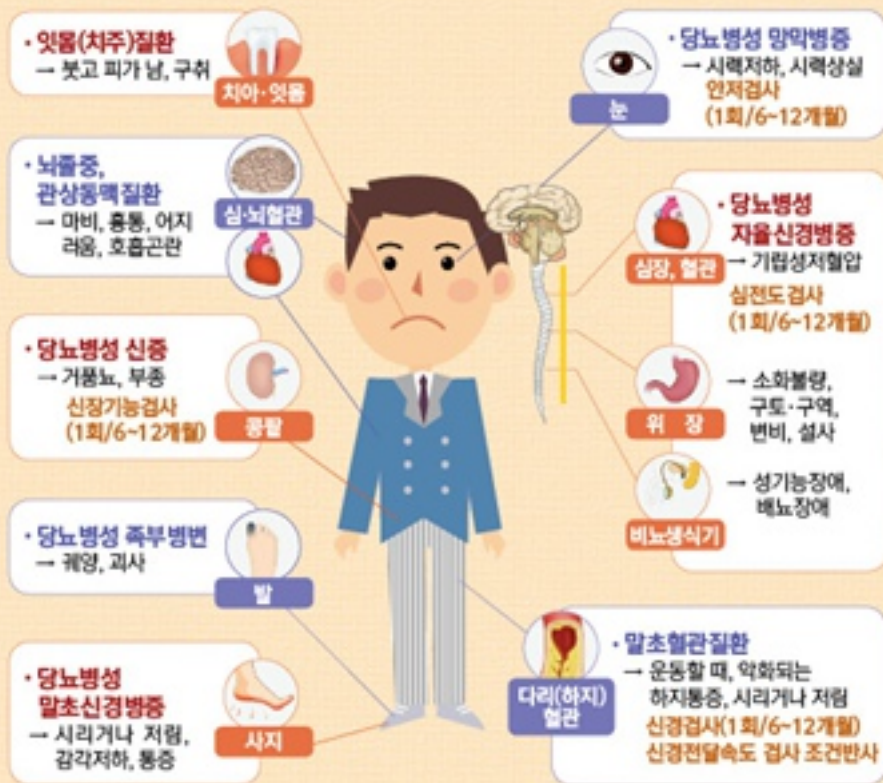 · 잇몸(치주)질환
→ 붓고 피가 남, 구취
치아·잇몸
· 뇌졸중,
관상동맥질환
→ 마비, 흉통, 어지
러움, 호흡곤란
심·뇌혈관
· 당뇨병성 신증
→ 거품뇨, 부종
신장기능검사
(1회/6~12개월)
콩팥
· 당뇨병성 족부병변
→ 궤양, 괴사
발
· 당뇨병성
말초신경병증
→ 시리거나 저림,
감각저하, 통증
사지
· 당뇨병성 망막병증
→ 시력저하, 시력상실
안저검사
(1회/6~12개월)
눈
· 당뇨병성
자율신경병증
→ 기립성저혈압
심전도검사
(1회/6~12개월)
심장, 혈관
→ 소화불량,
구토·구역,
변비, 설사
위 장
→ 성기능장애,
배뇨장애
비뇨생식기
· 말초혈관질환
→ 운동할 때, 악화되는
하지통증, 시리거나 저림
신경검사(1회/6~12개월)
신경전달속도 검사 조건반사
다리(하지)
혈관